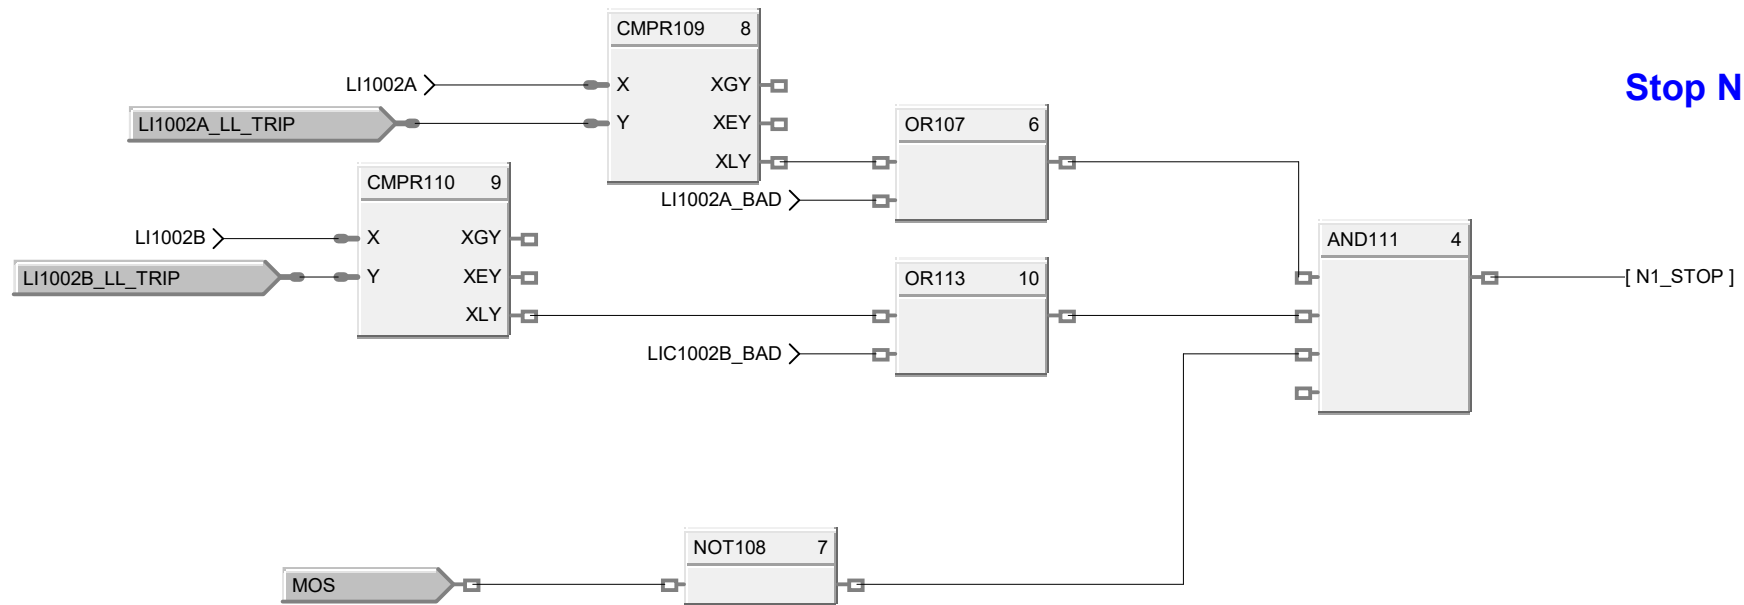 CMPR109 8
LI1002A X XGY
Stop N
LI1002A_LL_TRIP Y XEY
OR107 6
XLY
CMPR110 9
LI1002A_BAD
LI1002B X XGY
AND111 4
LI1002B_LL_TRIP Y XEY
OR113 10
[ N1_STOP ]
XLY
LIC1002B_BAD
NOT108 7
MOS